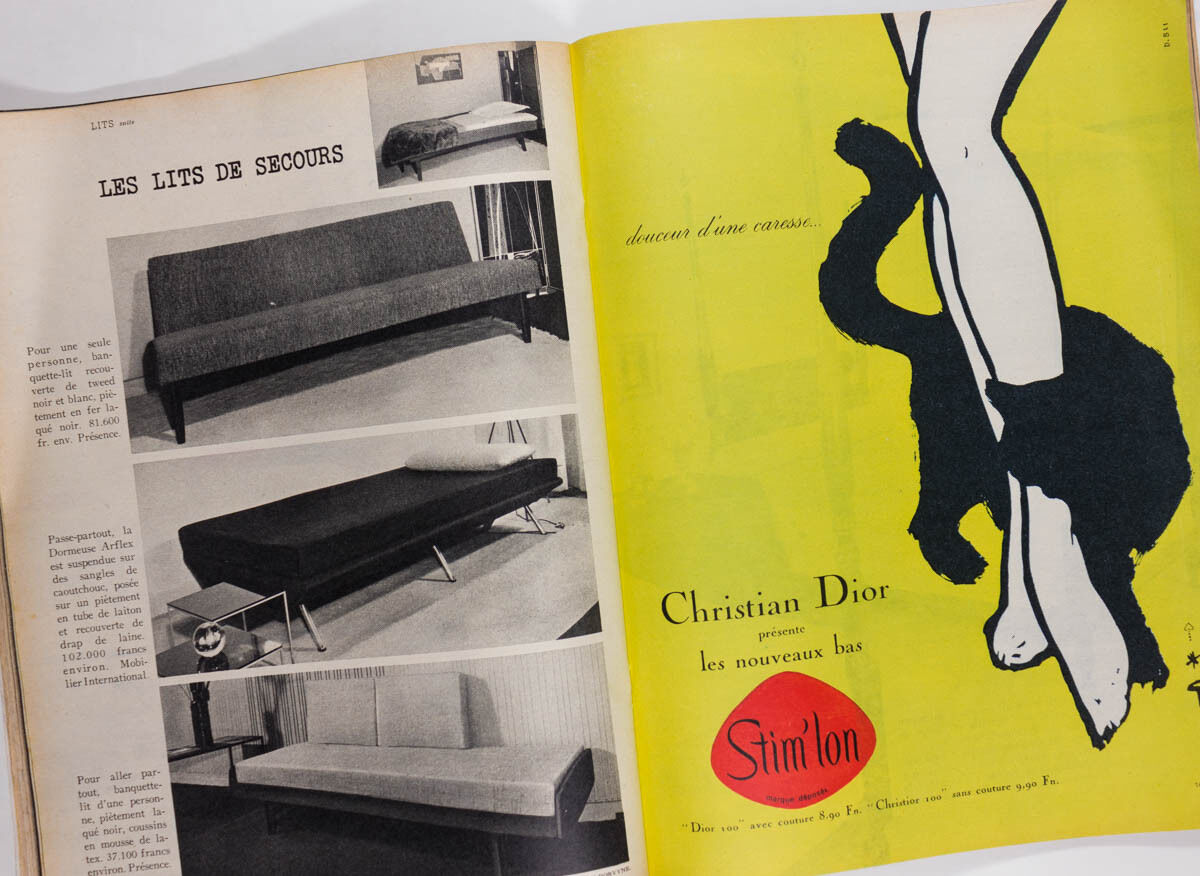 LITS suite
LES LITS DE SECOURS
Pour une seule
personne, ban-
quette-lit recou-
verte de tweed
noir et blanc, piè-
tement en fer la-
qué noir. 81.600
fr. env. Présence.
Passe-partout, la
Dormeuse Arflex
est suspendue sur
des sangles de
caoutchouc, posée
sur un piètement
en tube de laiton
et recouverte de
drap de laine.
102.000 francs
environ. Mobi-
lier International.
Pour aller par-
tout, banquette-
lit d'une person-
ne, piètement la-
qué noir, coussins
en mousse de la-
tex. 37.100 francs
environ. Présence.
douceur d'une caresse...
Christian Dior
présente
les nouveaux bas
Stim'lon
marque déposée
"Dior 100" avec couture 8.90 Fn. "Christior 100" sans couture 9,90 Fn.